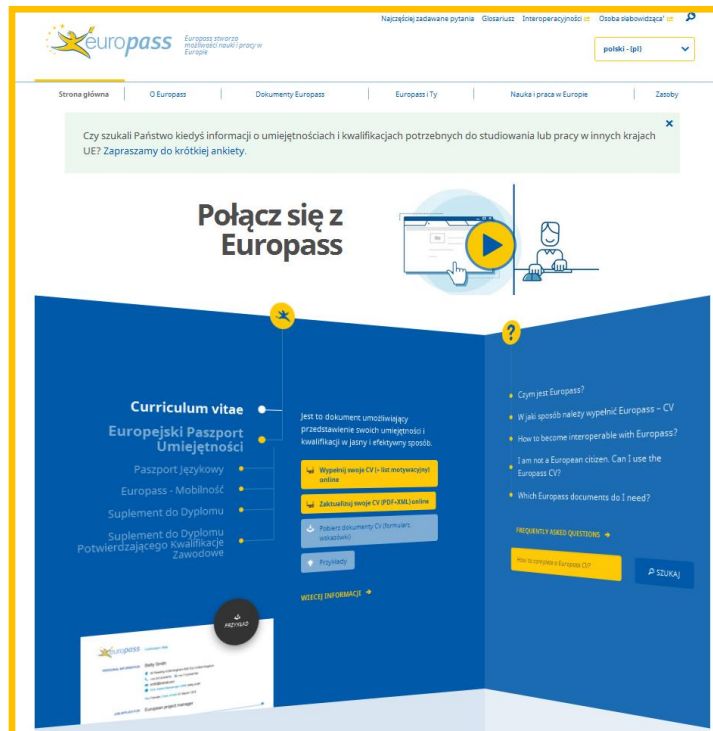 Najczęściej zadawane pytania Glosariusz Interoperacyjności Osoba słabowidząca'
europass
Europass stworzo
możliwości nauki i pracy w
Europie
polski - (pl)
Strona główna O Europass Dokumenty Europass Europass i Ty Nauka i praca w Europie Zasoby
Czy szukali Państwo kiedyś informacji o umiejętnościach i kwalifikacjach potrzebnych do studiowania lub pracy w innych krajach
UE? Zapraszamy do krótkiej ankiety.
Połącz się z
Europass
Curriculum vitae
Europejski Paszport
Umiejętności
Paszport Językowy
Europass - Mobilność
Suplement do Dyplomu
Suplement do Dyplomu
Potwierdzającego Kwalifikacje
Zawodowe
Jest to dokument umożliwiający
przedstawienie swoich umiejętności i
kwalifikacji w jasny i efektywny sposób.
Wypełnij swoje CV (+ list motywacyjny)
online
Zaktualizuj swoje CV (PDF+XML) online
Pobierz dokumenty CV (formularz,
wskazówki)
Przykłady
WIĘCEJ INFORMACJI
?
Czym jest Europass?
W jaki sposób należy wypełnić Europass – CV
How to become interoperable with Europass?
I am not a European citizen. Can I use the
Europass CV?
Which Europass documents do I need?
FREQUENTLY ASKED QUESTIONS
How to complete a Europass CV?
SZUKAJ
PRZYKŁAD
europass
PERSONAL INFORMATION Betty Smith
European project manager